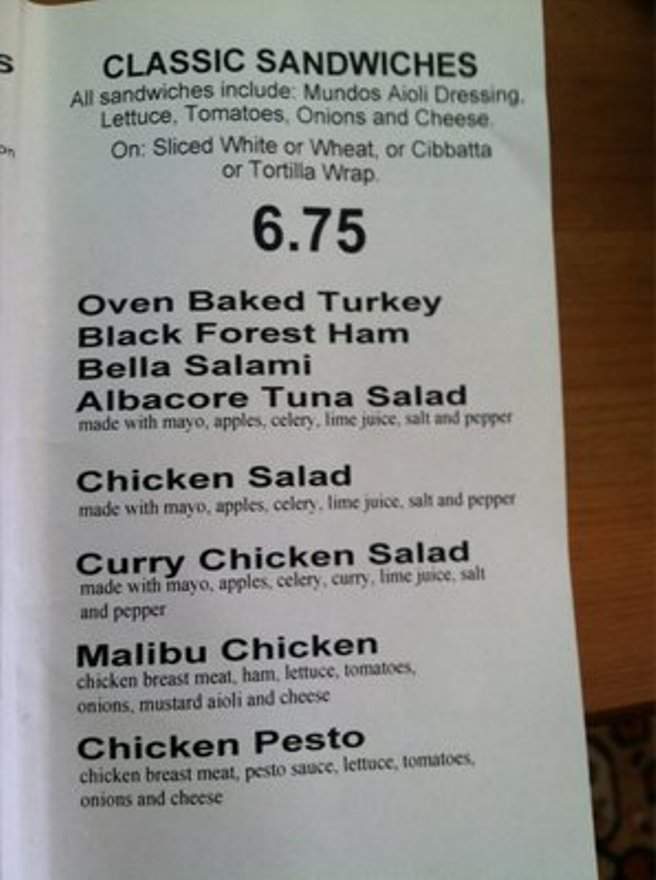 S
CLASSIC SANDWICHES
All sandwiches include: Mundos Aioli Dressing,
Lettuce, Tomatoes, Onions and Cheese.
On: Sliced White or Wheat, or Cibbatta
or Tortilla Wrap.
6.75
Oven Baked Turkey
Black Forest Ham
Bella Salami
Albacore Tuna Salad
made with mayo, apples, celery, lime juice, salt and pepper
Chicken Salad
made with mayo, apples, celery, lime juice, salt and pepper
Curry Chicken Salad
made with mayo, apples, celery, curry, lime juice, salt
and pepper
Malibu Chicken
chicken breast meat, ham, lettuce, tomatoes,
onions, mustard aioli and cheese
Chicken Pesto
chicken breast meat, pesto sauce, lettuce, tomatoes,
onions and cheese